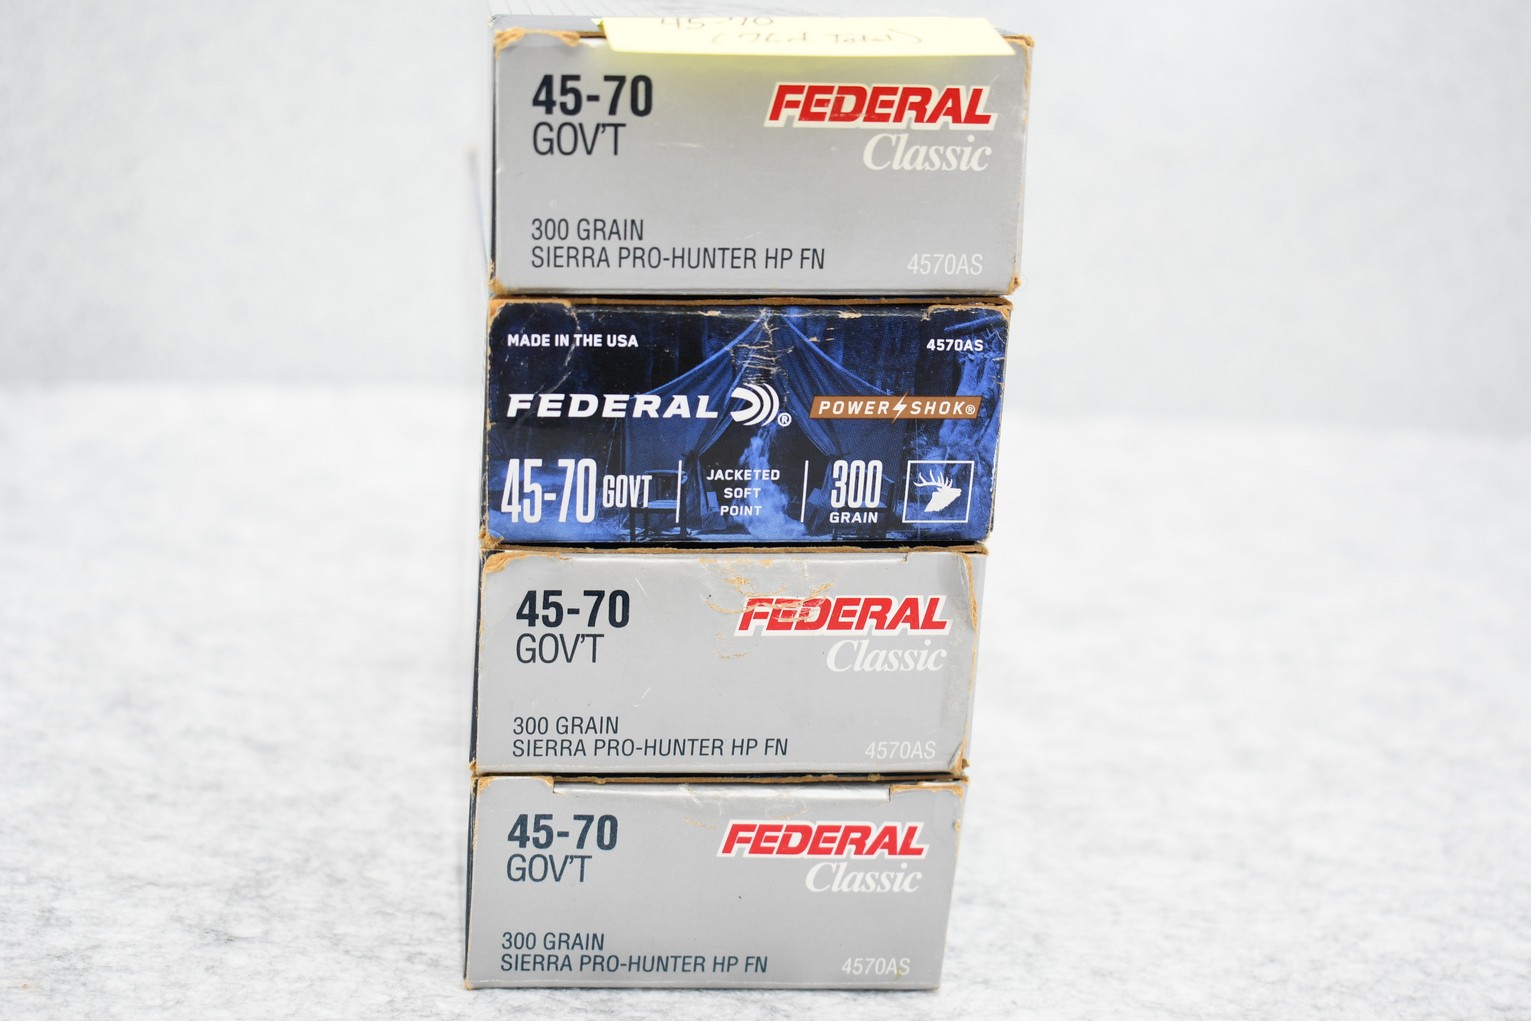 45-70
45-70
GOV'T
FEDERAL
Classic
300 GRAIN
SIERRA PRO-HUNTER HP FN
4570AS
MADE IN THE USA
4570AS
FEDERAL ®
POWER SHOK®
45-70 GOVT
JACKETED
SOFT
POINT
300
GRAIN
45-70
GOV'T
FEDERAL
Classic
300 GRAIN
SIERRA PRO-HUNTER HP FN
4570AS
45-70
GOV'T
FEDERAL
Classic
300 GRAIN
SIERRA PRO-HUNTER HP FN
4570AS